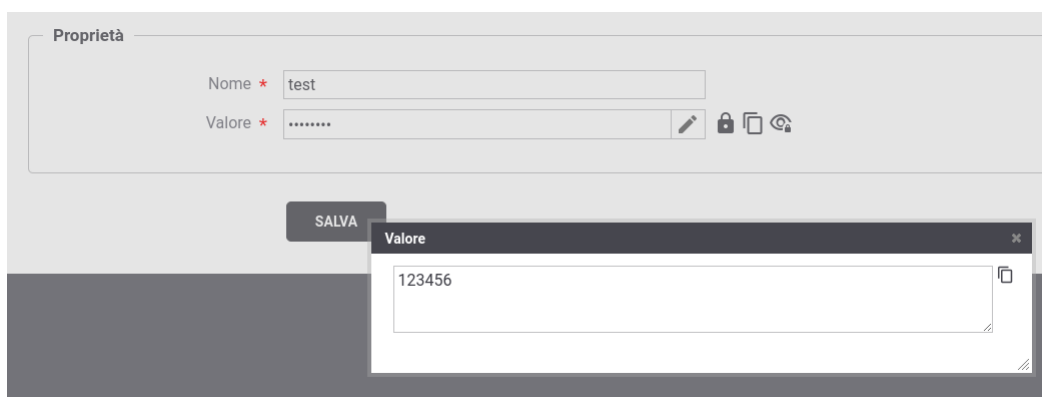 Proprietà
Nome *
test
Valore *
••••••••
SALVA
Valore
123456